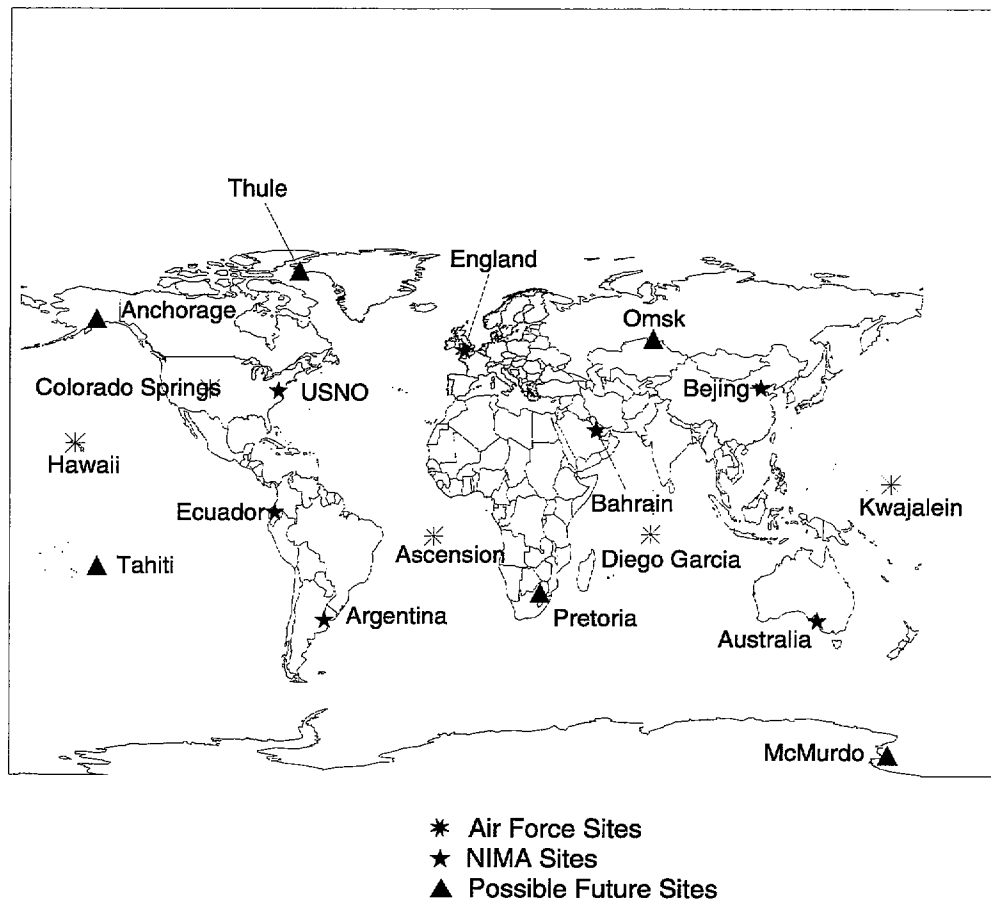 Thule
England
Anchorage
Omsk
Colorado Springs
USNO
Bejing
Hawaii
Kwajalein
Ecuador
Bahrain
Ascension
Diego Garcia
Tahiti
Argentina
Pretoria
Australia
McMurdo
Air Force Sites
NIMA Sites
Possible Future Sites